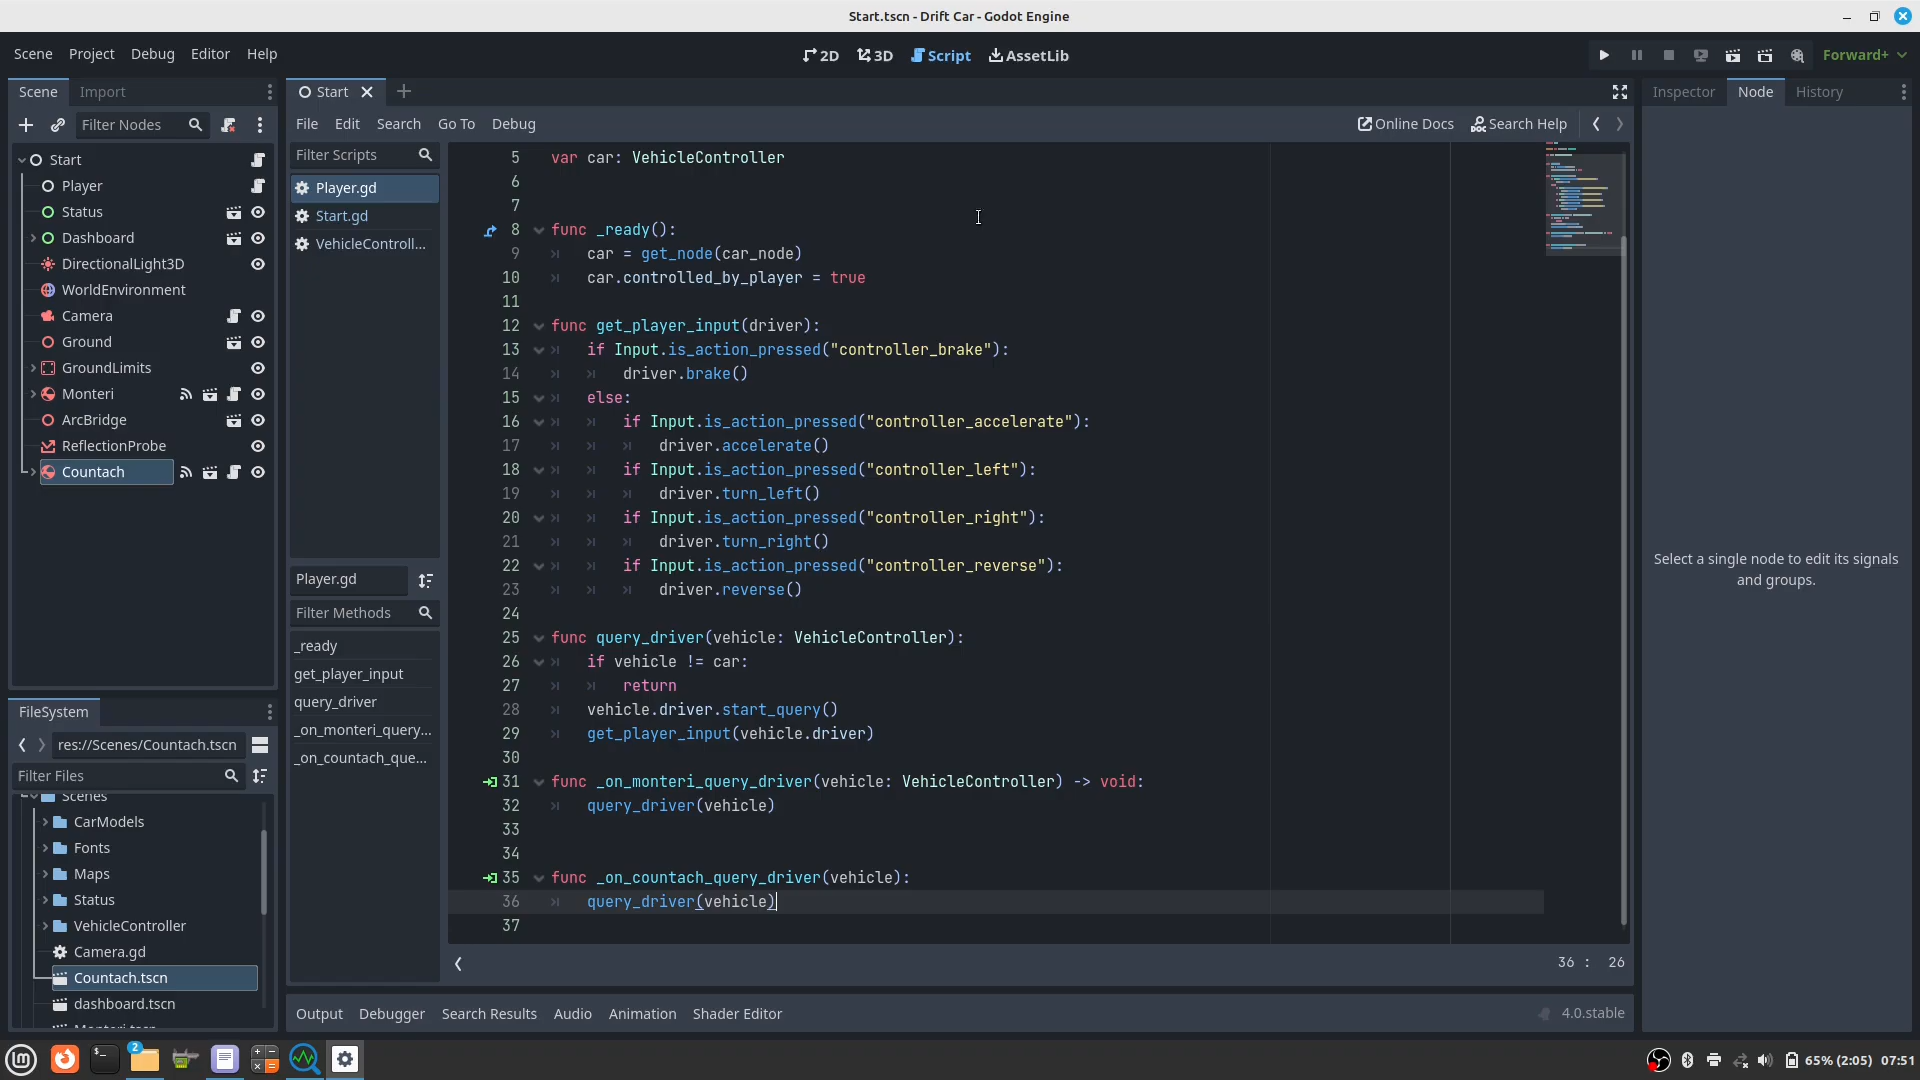 Start.tscn - Drift Car - Godot Engine
Scene Project Debug Editor Help
2D 3D Script AssetLib
Forward+
Scene Import
Filter Nodes
Start
Player
Status
Dashboard
DirectionalLight3D
WorldEnvironment
Camera
Ground
GroundLimits
Monteri
ArcBridge
ReflectionProbe
Countach
FileSystem
res://Scenes/Countach.tscn
Filter Files
Scenes
CarModels
Fonts
Maps
Status
VehicleController
Camera.gd
Countach.tscn
dashboard.tscn
Monteri.tscn
Start
File Edit Search Go To Debug
Online Docs Search Help
Filter Scripts
Player.gd
Start.gd
VehicleControll...
Player.gd
Filter Methods
_ready
get_player_input
query_driver
_on_monteri_query...
_on_countach_que...
5 var car: VehicleController
6
7
8 func _ready():
9 car = get_node(car_node)
10 car.controlled_by_player = true
11
12 func get_player_input(driver):
13 if Input.is_action_pressed("controller_brake"):
14 driver.brake()
15 else:
16 if Input.is_action_pressed("controller_accelerate"):
17 driver.accelerate()
18 if Input.is_action_pressed("controller_left"):
19 driver.turn_left()
20 if Input.is_action_pressed("controller_right"):
21 driver.turn_right()
22 if Input.is_action_pressed("controller_reverse"):
23 driver.reverse()
24
25 func query_driver(vehicle: VehicleController):
26 if vehicle != car:
27 return
28 vehicle.driver.start_query()
29 get_player_input(vehicle.driver)
30
31 func _on_monteri_query_driver(vehicle: VehicleController) -> void:
32 query_driver(vehicle)
33
34
35 func _on_countach_query_driver(vehicle):
36 query_driver(vehicle)
37
36 : 26
Output Debugger Search Results Audio Animation Shader Editor
4.0.stable
Inspector Node History
Select a single node to edit its signals
and groups.
2
65% (2:05) 07:51